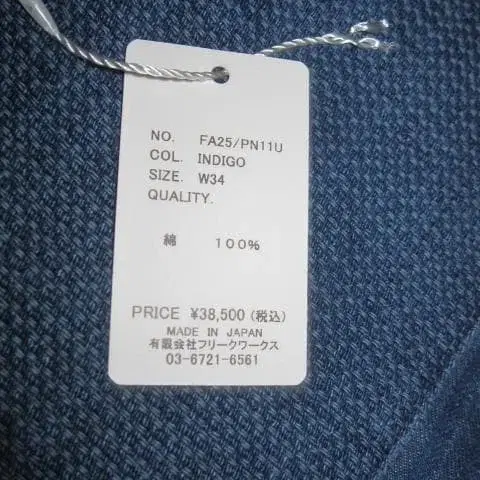 NO. FA25/PN11U
COL. INDIGO
SIZE. W34
QUALITY.
綿 100%
PRICE ¥38,500(税込)
MADE IN JAPAN
有限会社フリークワークス
03-6721-6561